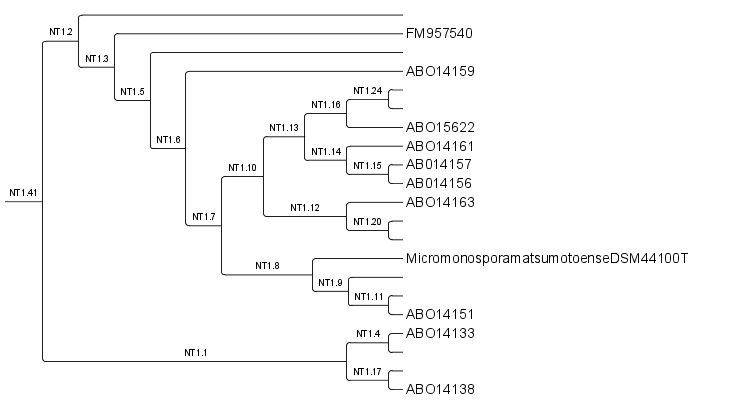 NT1.2
FM957540
NT1.3
ABO14159
NT1.5
NT1.24
NT1.16
ABO15622
NT1.13
NT1.6
ABO14161
NT1.14
AB014157
NT1.15
NT1.10
AB014156
NT1.41
ABO14163
NT1.12
NT1.7
NT1.20
MicromonosporamatsumotoenseDSM44100T
NT1.8
NT1.9
NT1.11
ABO14151
ABO14133
NT1.4
NT1.1
NT1.17
ABO14138